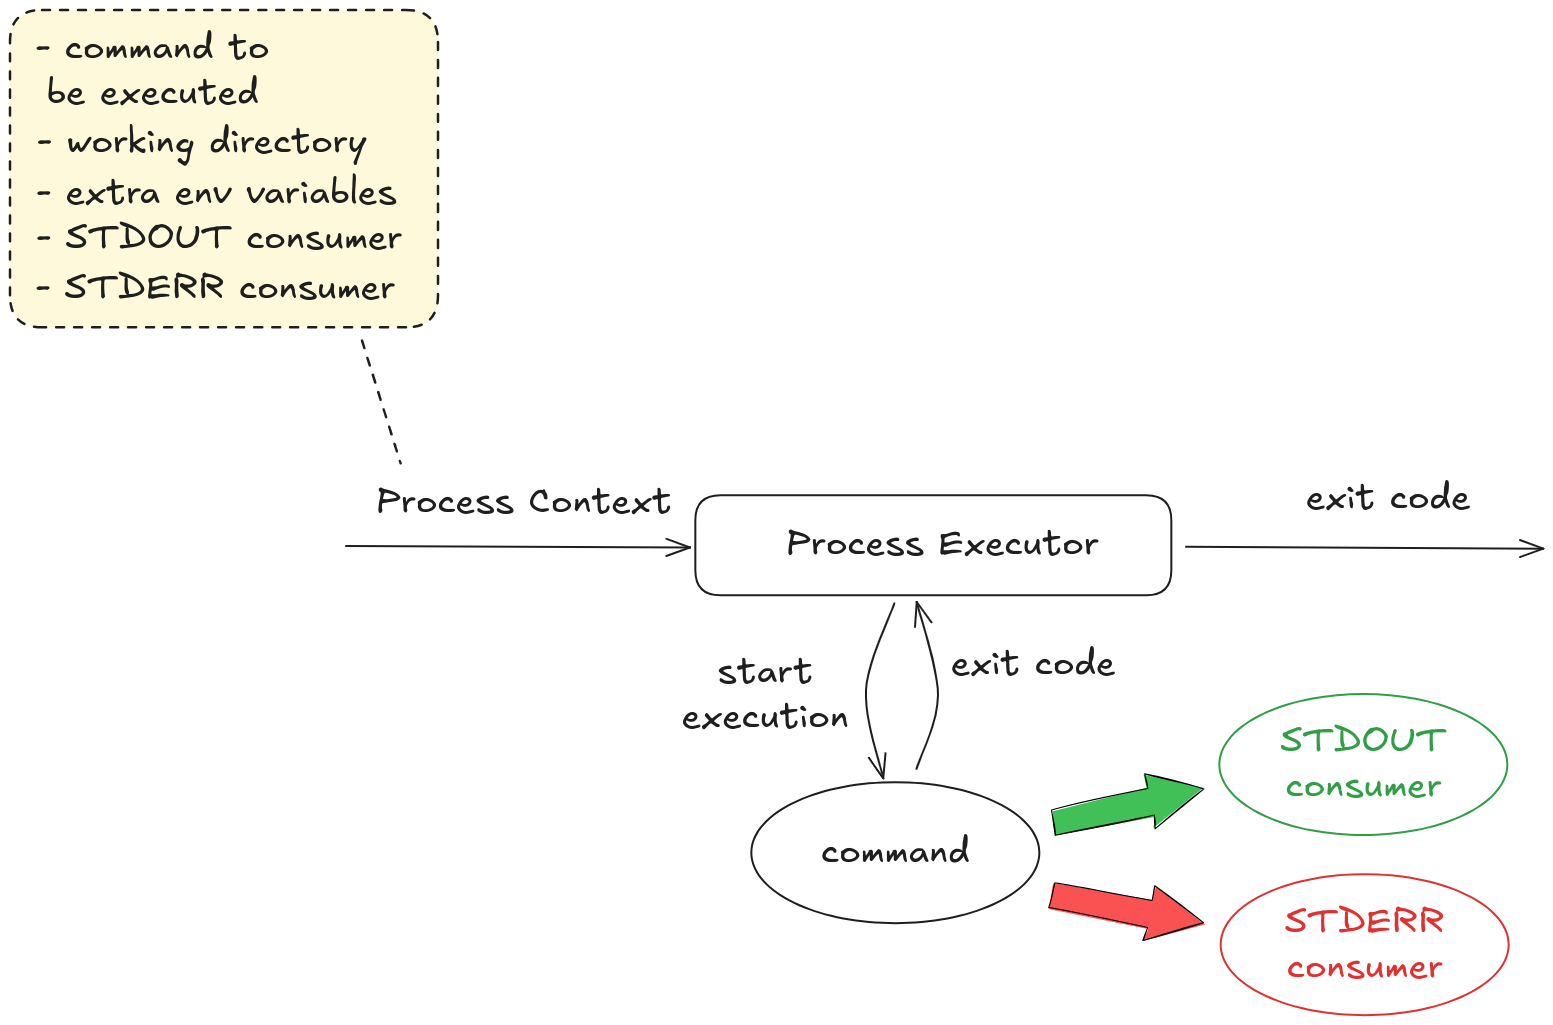 - command to
be executed
- working directory
- extra env variables
- STDOUT consumer
- STDERR consumer
Process Context
Process Executor
exit code
start
execution
exit code
command
STDOUT
consumer
STDERR
consumer